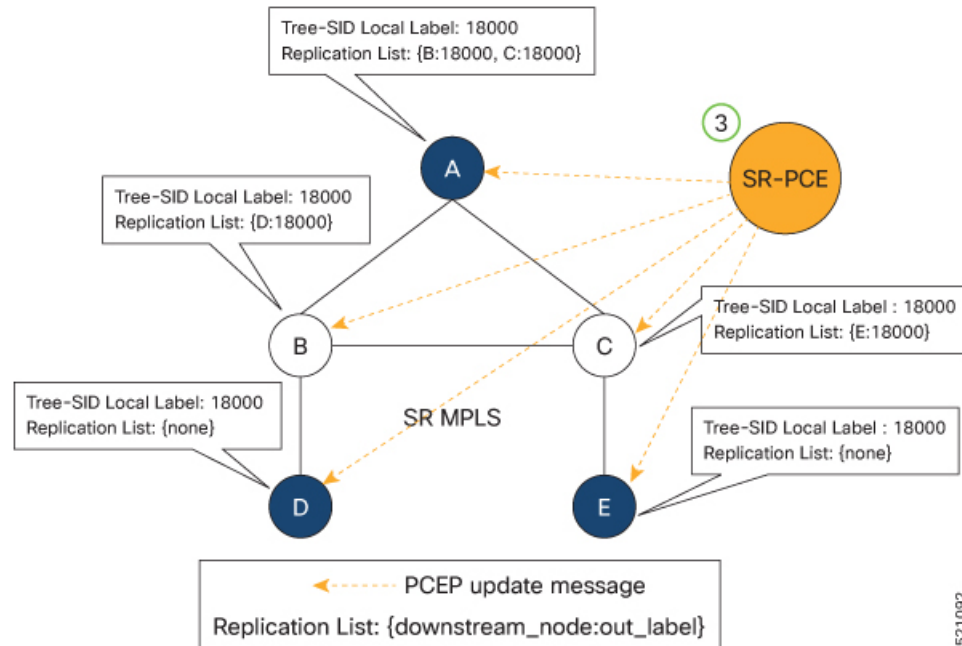 Tree-SID Local Label: 18000
Replication List: {B:18000, C:18000}
3
A
SR-PCE
Tree-SID Local Label: 18000
Replication List: {D:18000}
B
C
Tree-SID Local Label : 18000
Replication List: {E:18000}
Tree-SID Local Label: 18000
Replication List: {none}
SR MPLS
Tree-SID Local Label : 18000
Replication List: {none}
D
E
PCEP update message
Replication List: {downstream_node:out_label}
521092